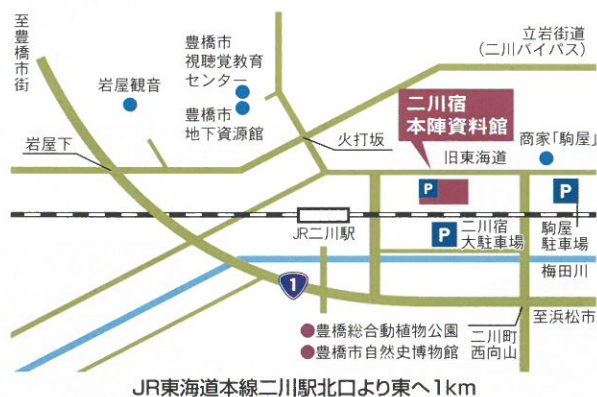 至豊橋市街
立岩街道
(二川バイパス)
豊橋市
視聴覚教育
センター
岩屋観音
豊橋市
地下資源館
二川宿
本陣資料館
商家「駒屋」
岩屋下
火打坂
旧東海道
P
P
JR二川駅
P
二川宿
大駐車場
駒屋
駐車場
梅田川
1
至浜松市
豊橋総合動植物公園
豊橋市自然史博物館
二川町
西向山
JR東海道本線二川駅北口より東へ1km